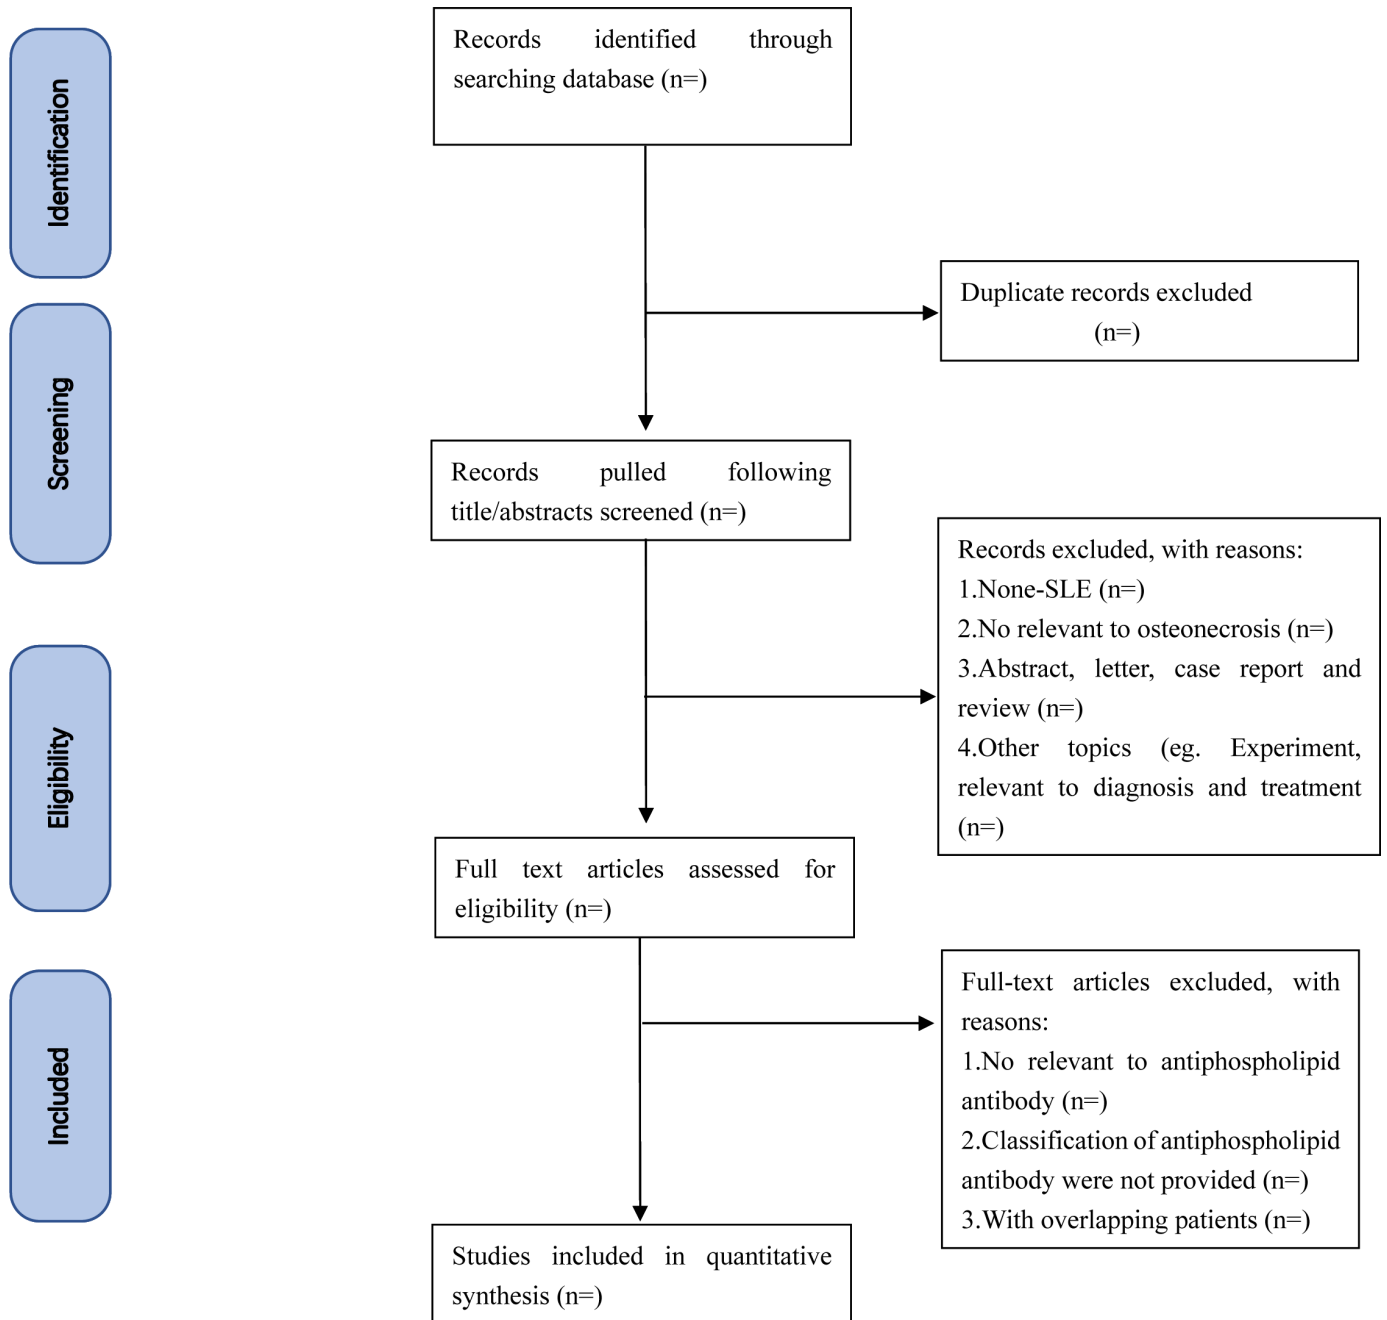 Identification
Records identified through
searching database (n=)
Duplicate records excluded
(n=)
Screening
Records pulled following
title/abstracts screened (n=)
Records excluded, with reasons:
1.None-SLE (n=)
2.No relevant to osteonecrosis (n=)
3.Abstract, letter, case report and
review (n=)
4.Other topics (eg. Experiment,
relevant to diagnosis and treatment
(n=)
Eligibility
Full text articles assessed for
eligibility (n=)
Full-text articles excluded, with
reasons:
1.No relevant to antiphospholipid
antibody (n=)
2.Classification of antiphospholipid
antibody were not provided (n=)
3.With overlapping patients (n=)
Included
Studies included in quantitative
synthesis (n=)